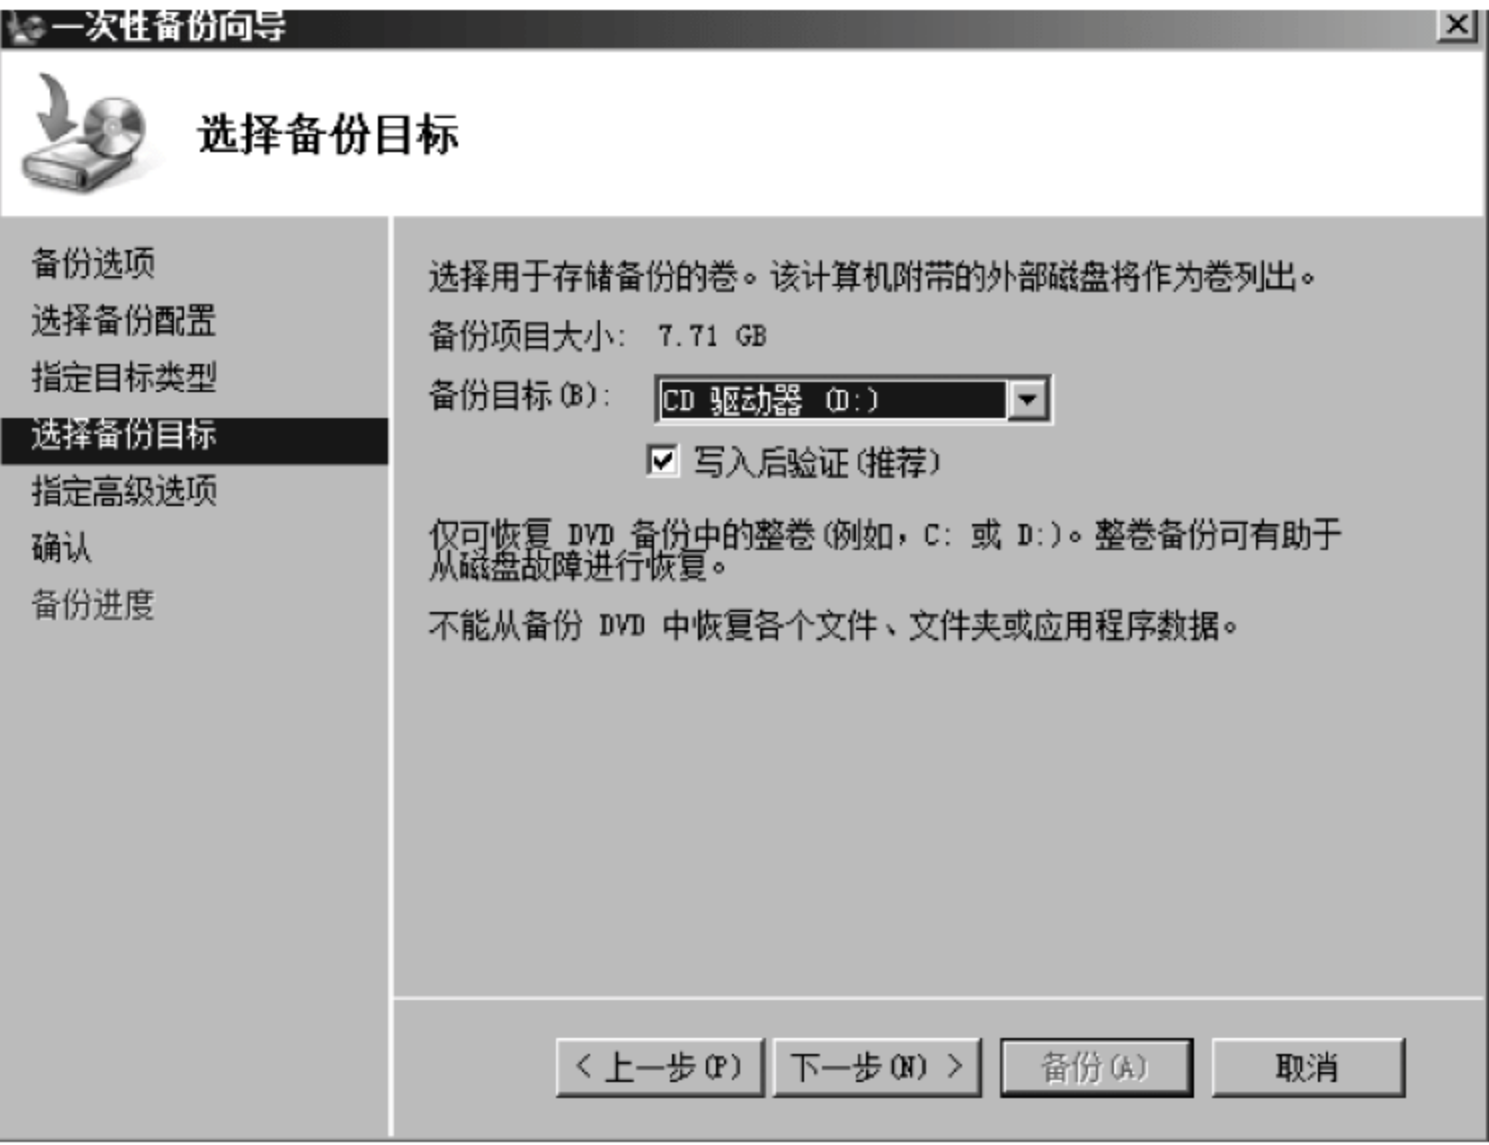 一次性备份向导
选择备份目标
备份选项
选择备份配置
指定目标类型
选择备份目标
指定高级选项
确认
备份进度
选择用于存储备份的卷。该计算机附带的外部磁盘将作为卷列出。
备份项目大小: 7.71 GB
备份目标(B): CD 驱动器 (D:)
写入后验证(推荐)
仅可恢复 DVD 备份中的整卷(例如，C: 或 D:)。整卷备份可有助于
从磁盘故障进行恢复。
不能从备份 DVD 中恢复各个文件、文件夹或应用程序数据。
< 上一步(P) 下一步(N) > 备份(A) 取消